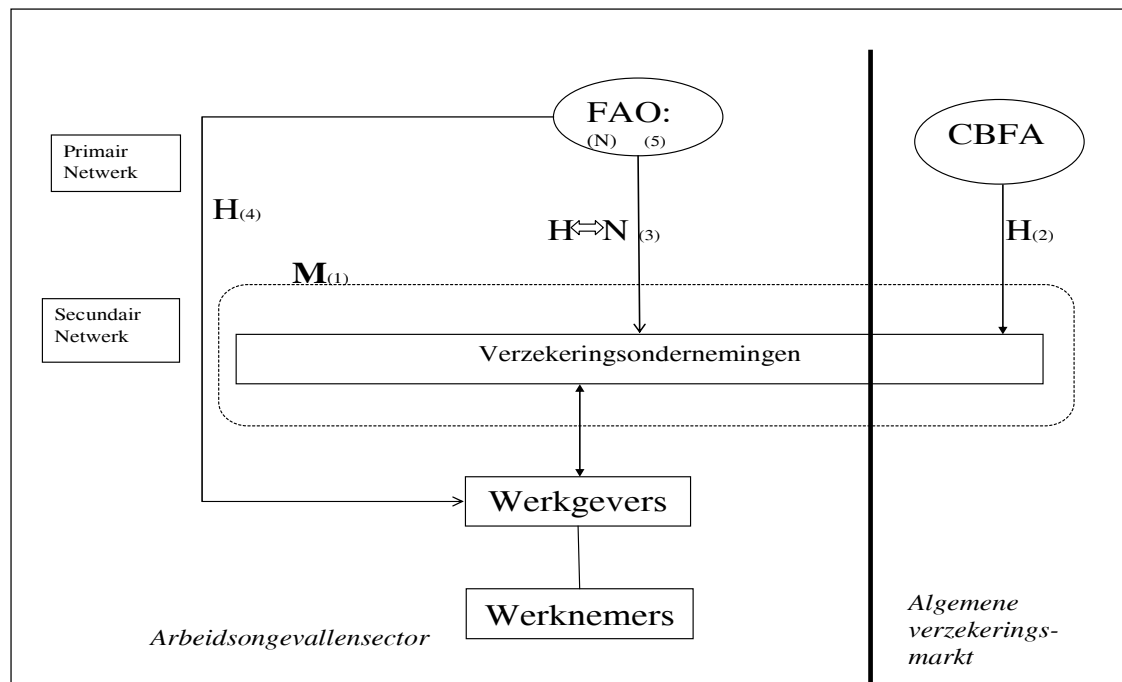 FAO:
(N) (5)
CBFA
Primair
Netwerk
H(4)
H⇔N (3)
H(2)
M(1)
Secundair
Netwerk
Verzekeringsondernemingen
Werkgevers
Werknemers
Arbeidsongevallensector
Algemene
verzekerings-
markt